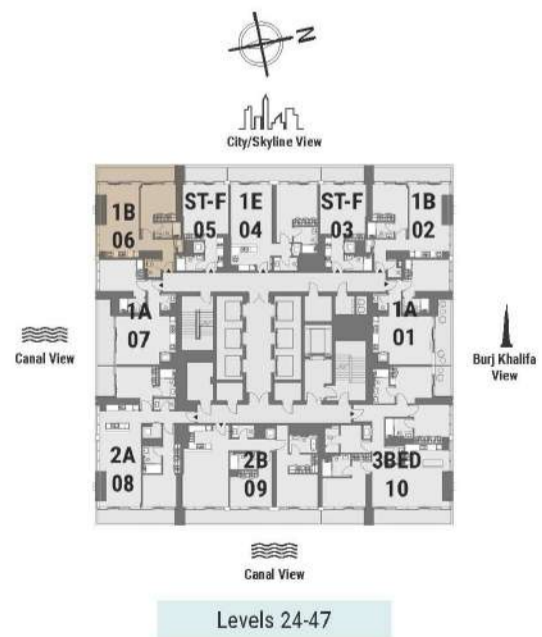 N
City/Skyline View
1B
06
ST-F
05
1E
04
ST-F
03
1B
02
1A
07
1A
01
Canal View
Burj Khalifa
View
2A
08
2B
09
3BED
10
Canal View
Levels 24-47